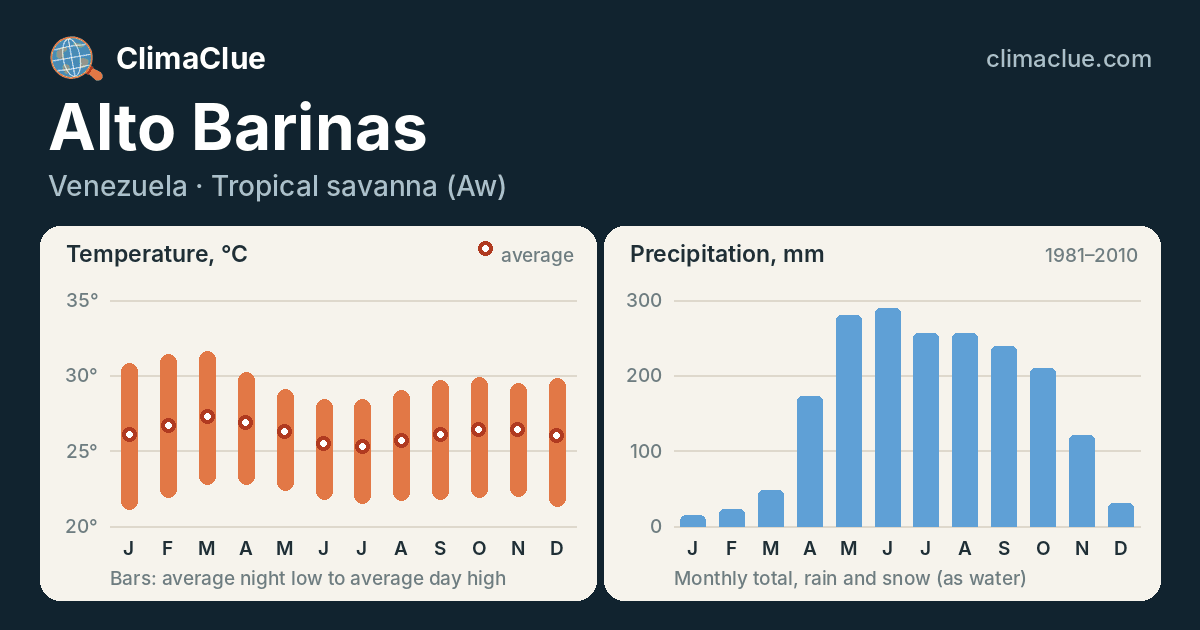 ClimaClue
climaclue.com
Alto Barinas
Venezuela · Tropical savanna (Aw)
Temperature, °C
average
35°
30°
25°
20°
J F M A M J J A S O N D
Bars: average night low to average day high
Precipitation, mm
1981–2010
300
200
100
0
J F M A M J J A S O N D
Monthly total, rain and snow (as water)